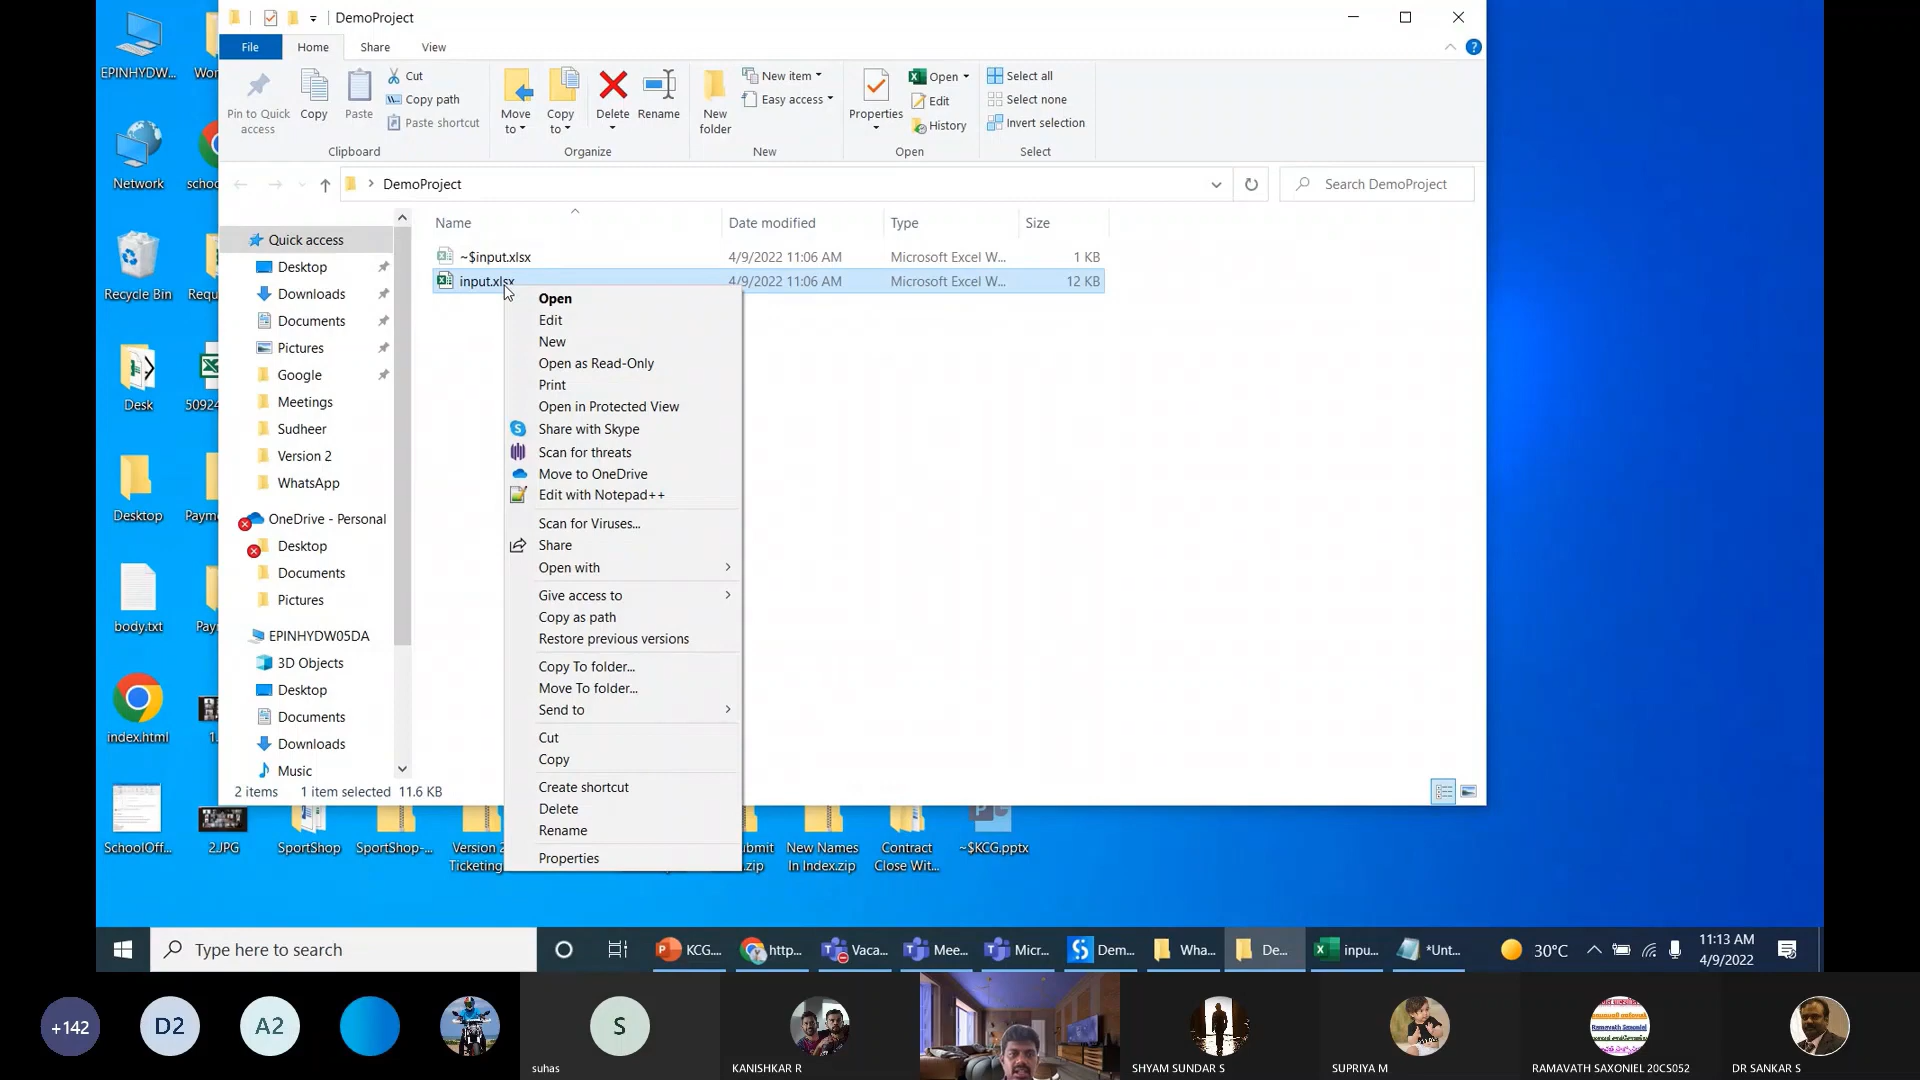 DemoProject
File
Home
Share
View
Pin to Quick
access
Copy
Paste
Cut
Copy path
Paste shortcut
Clipboard
Move
to
Copy
to
Delete
Rename
Organize
New
folder
New item
Easy access
New
Properties
Open
Edit
History
Open
Select all
Select none
Invert selection
Select
DemoProject
Search DemoProject
Name
Date modified
Type
Size
~$input.xlsx
4/9/2022 11:06 AM
Microsoft Excel W...
1 KB
input.xlsx
4/9/2022 11:06 AM
Microsoft Excel W...
12 KB
Quick access
Desktop
Downloads
Documents
Pictures
Google
Meetings
Sudheer
Version 2
WhatsApp
OneDrive - Personal
Desktop
Documents
Pictures
EPINHYDW05DA
3D Objects
Desktop
Documents
Downloads
Music
2 items
1 item selected 11.6 KB
Open
Edit
New
Open as Read-Only
Print
Open in Protected View
Share with Skype
Scan for threats
Move to OneDrive
Edit with Notepad++
Scan for Viruses...
Share
Open with
Give access to
Copy as path
Restore previous versions
Copy To folder...
Move To folder...
Send to
Cut
Copy
Create shortcut
Delete
Rename
Properties
EPINHYDW...
Network
Recycle Bin
Desk
50924
Desktop
body.txt
index.html
1.
SchoolOff...
2.JPG
SportShop
SportShop-...
Version 2
Ticketing
.zip
New Names
In Index.zip
Contract
Close Wit...
~$KCG.pptx
Type here to search
KCG....
http...
Vaca...
Mee...
Micr...
Dem...
Wha...
De...
inpu...
*Unt...
30°C
11:13 AM
4/9/2022
+142
D2
A2
S
suhas
KANISHKAR R
SHYAM SUNDAR S
SUPRIYA M
Ramavath Saxoniel
RAMAVATH SAXONIEL 20CS052
DR SANKAR S